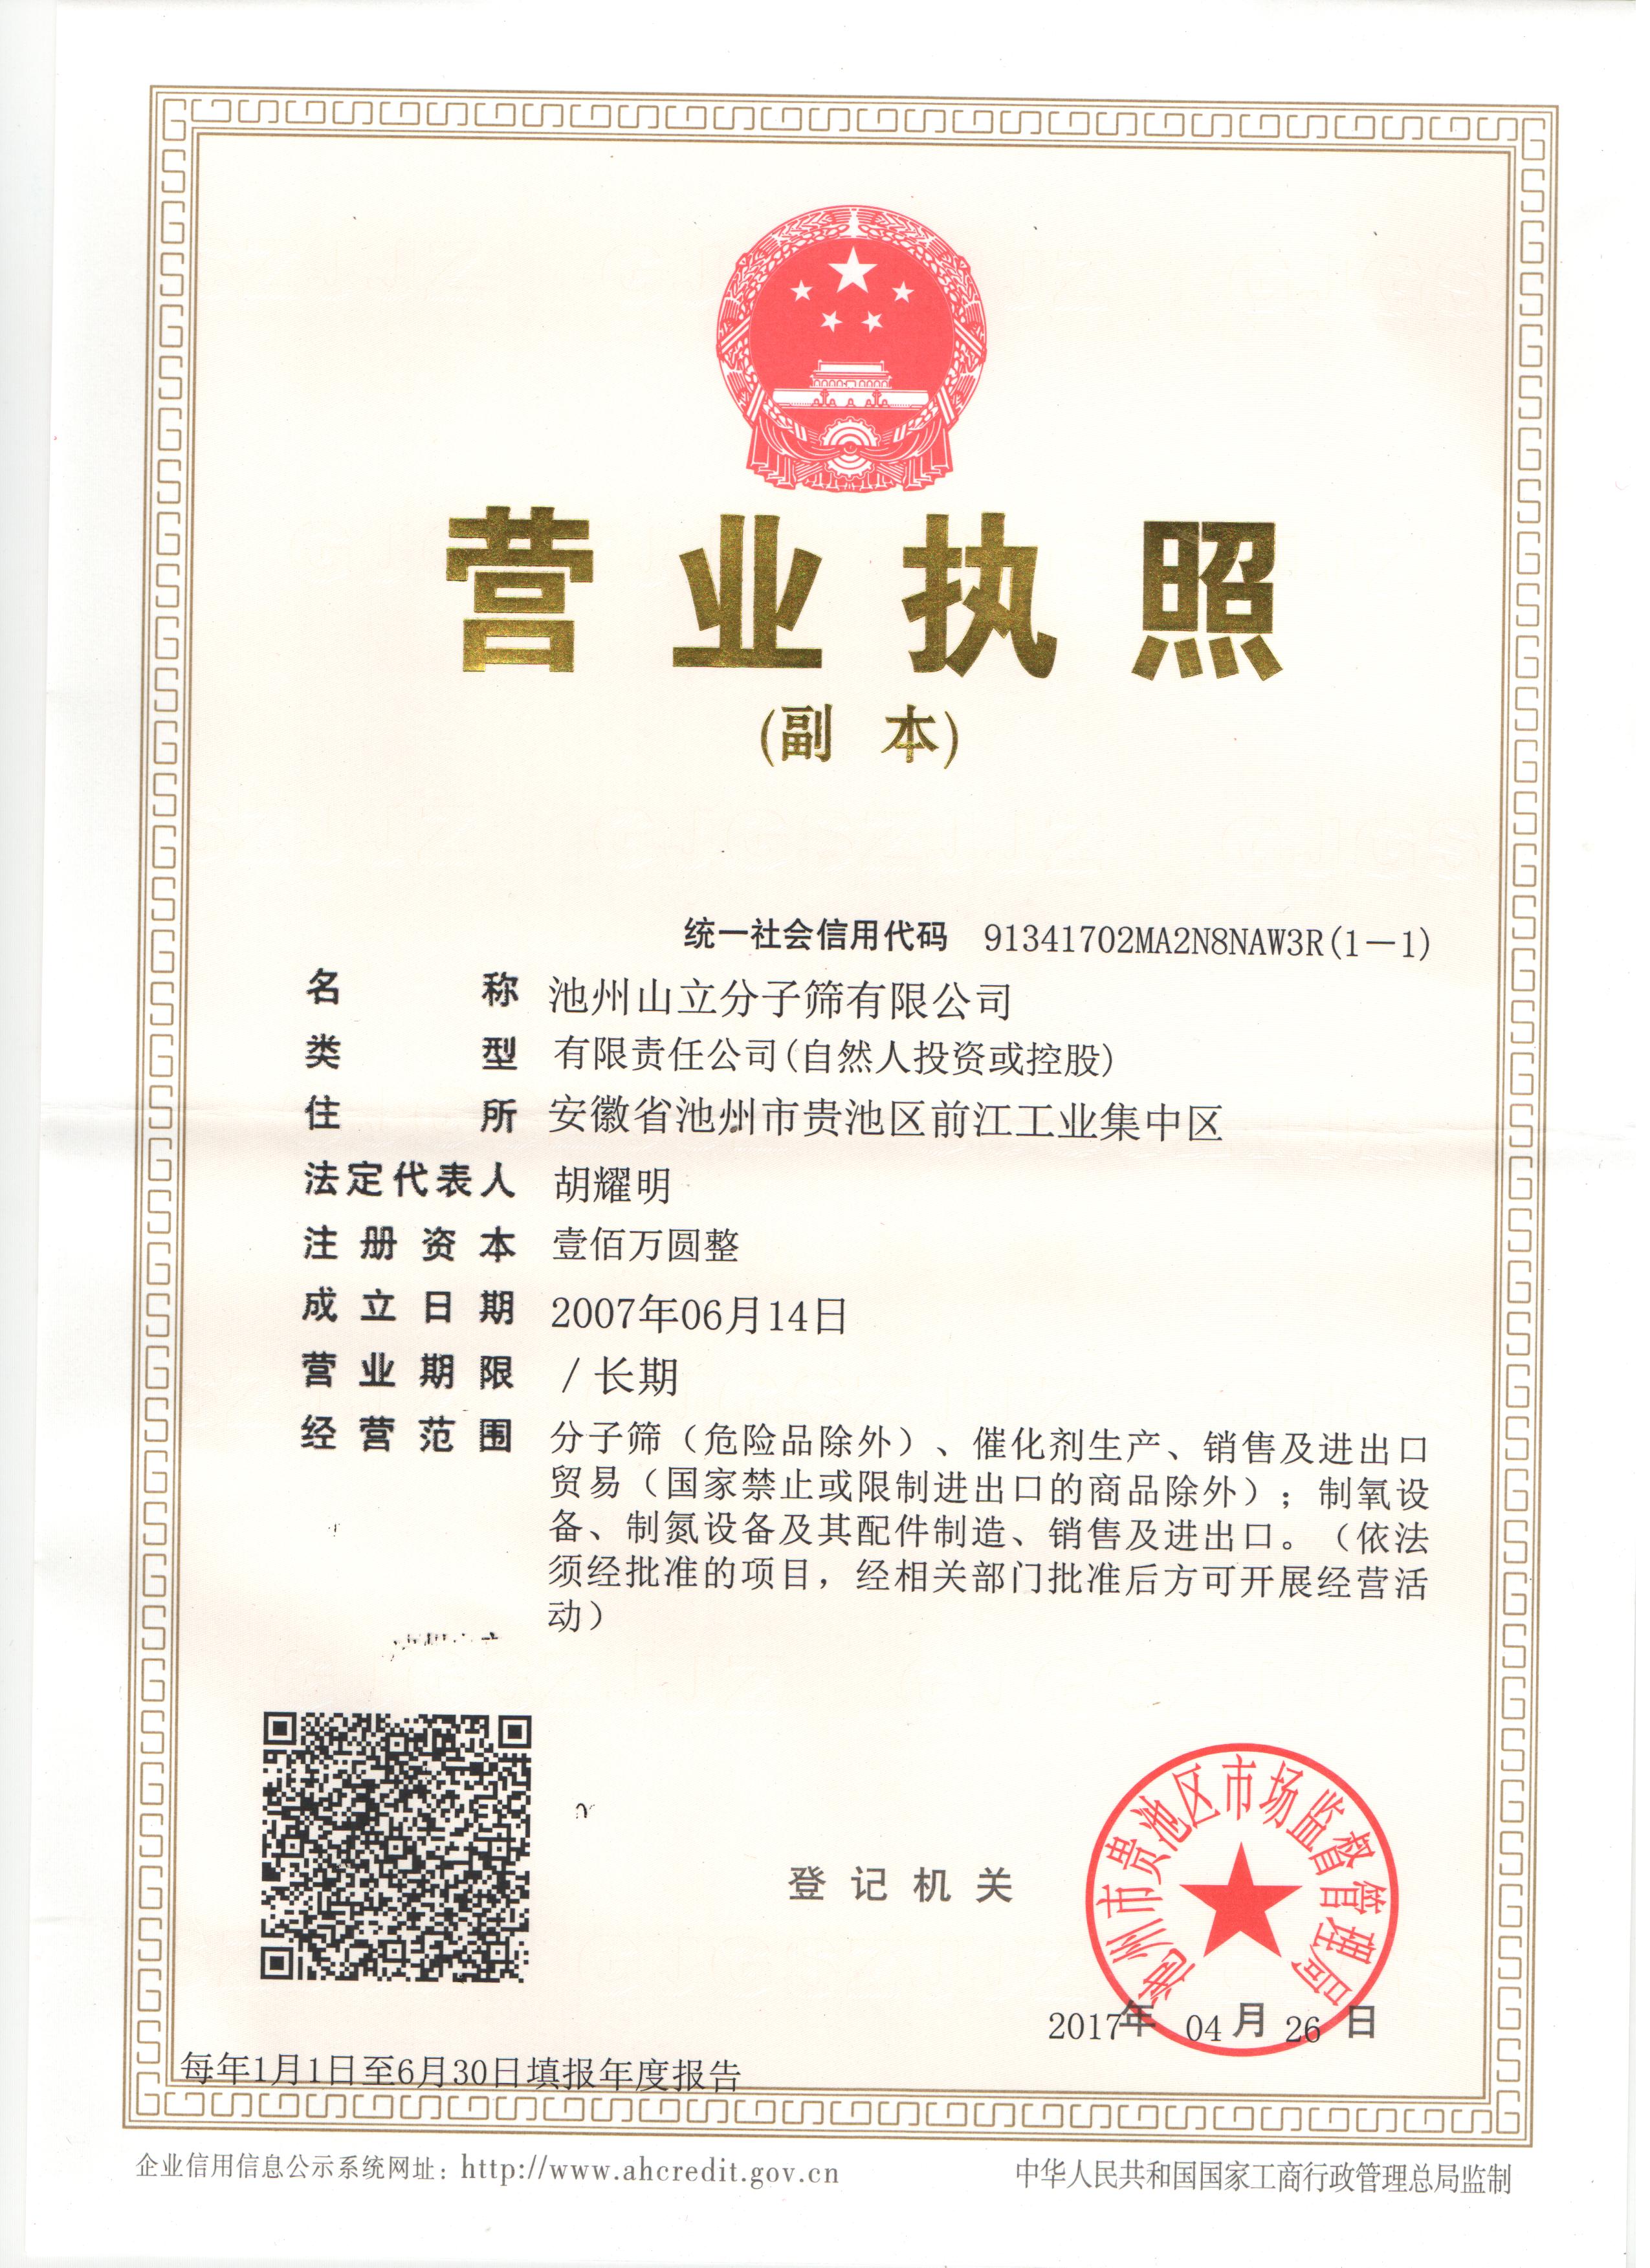 营业执照
(副 本)
统一社会信用代码 91341702MA2N8NAW3R(1－1)
名 称 池州山立分子筛有限公司
类 型 有限责任公司(自然人投资或控股)
住 所 安徽省池州市贵池区前江工业集中区
法定代表人 胡耀明
注册资本 壹佰万圆整
成立日期 2007年06月14日
营业期限 / 长期
经营范围 分子筛（危险品除外）、催化剂生产、销售及进出口
贸易（国家禁止或限制进出口的商品除外）；制氧设
备、制氮设备及其配件制造、销售及进出口。（依法
须经批准的项目，经相关部门批准后方可开展经营活
动）
登记机关
池州市贵池区市场监督管理局
2017年 04 月 26 日
每年1月1日至6月30日填报年度报告
企业信用信息公示系统网址：http://www.ahcredit.gov.cn
中华人民共和国国家工商行政管理总局监制